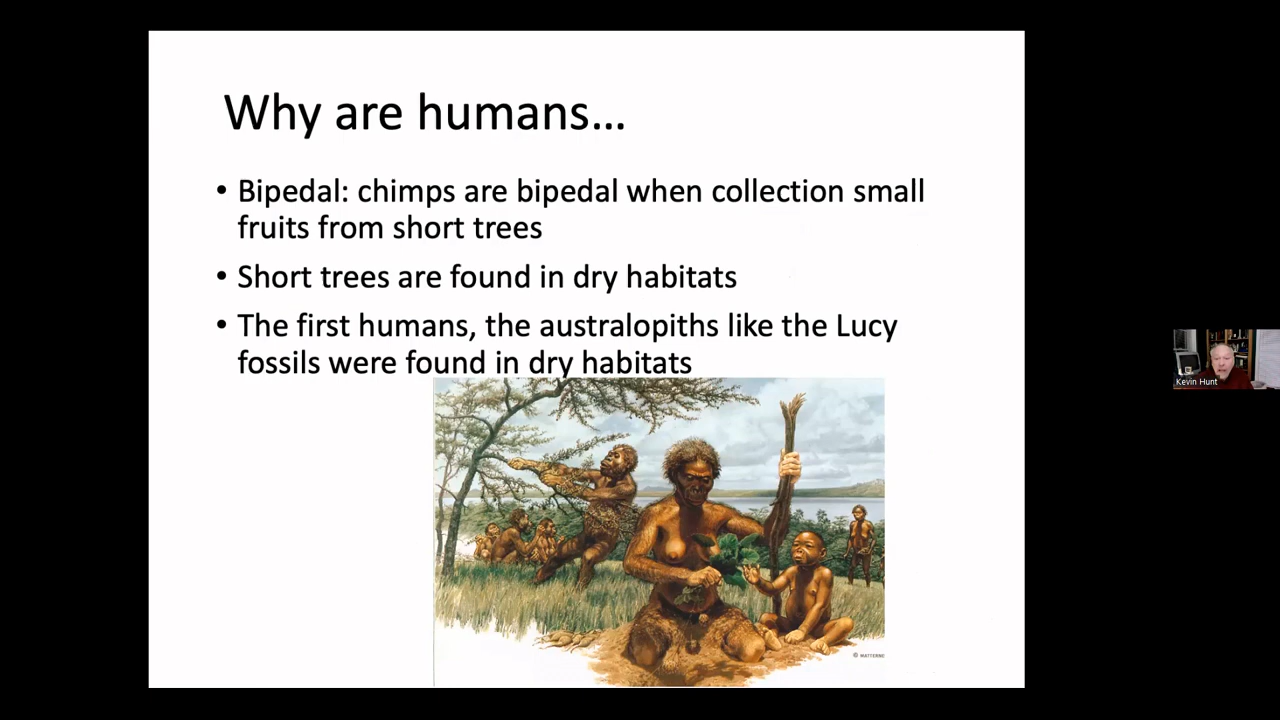 Why are humans...
• Bipedal: chimps are bipedal when collection small
fruits from short trees
• Short trees are found in dry habitats
• The first humans, the australopiths like the Lucy
fossils were found in dry habitats
© MATTERNES
Kevin Hunt